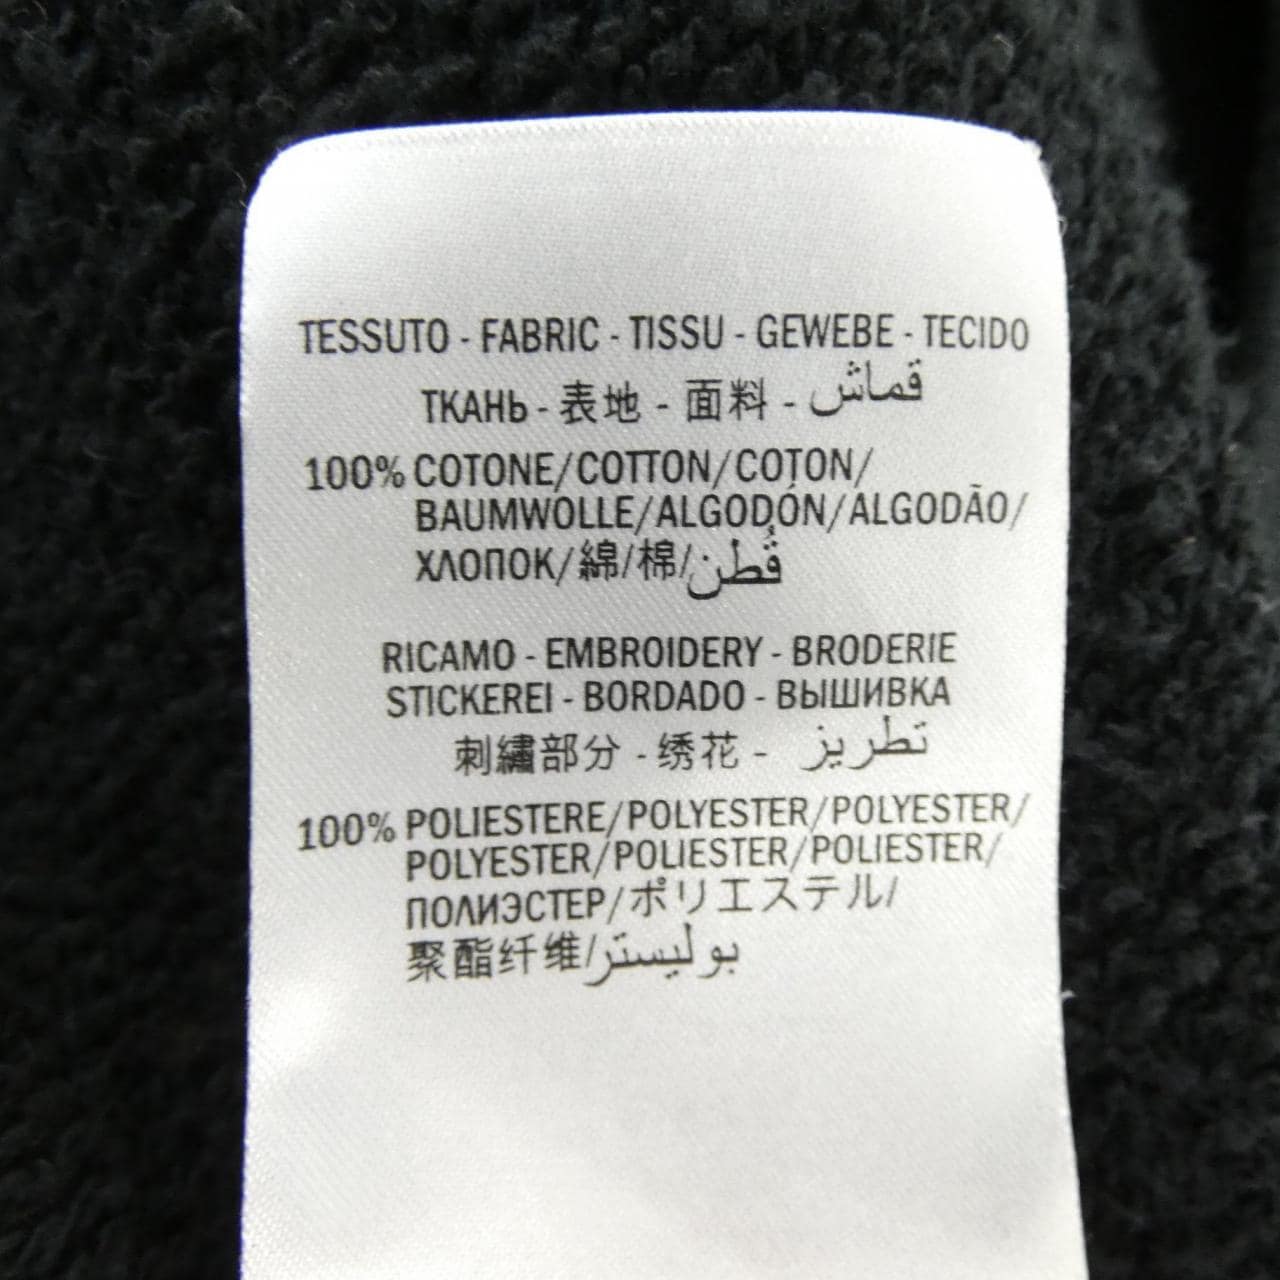 TESSUTO - FABRIC - TISSU - GEWEBE - TECIDO
ТКАНЬ - 表地 - 面料 - قماش
100% COTONE/COTTON/COTON/
BAUMWOLLE/ALGODÓN/ALGODÃO/
ХЛОПОК/綿/棉/قُطن
RICAMO - EMBROIDERY - BRODERIE
STICKEREI - BORDADO - ВЫШИВКА
刺繍部分 - 绣花 - تطريز
100% POLIESTERE/POLYESTER/POLYESTER/
POLYESTER/POLIESTER/POLIESTER/
ПОЛИЭСТЕР/ポリエステル/
聚酯纤维/بوليستر